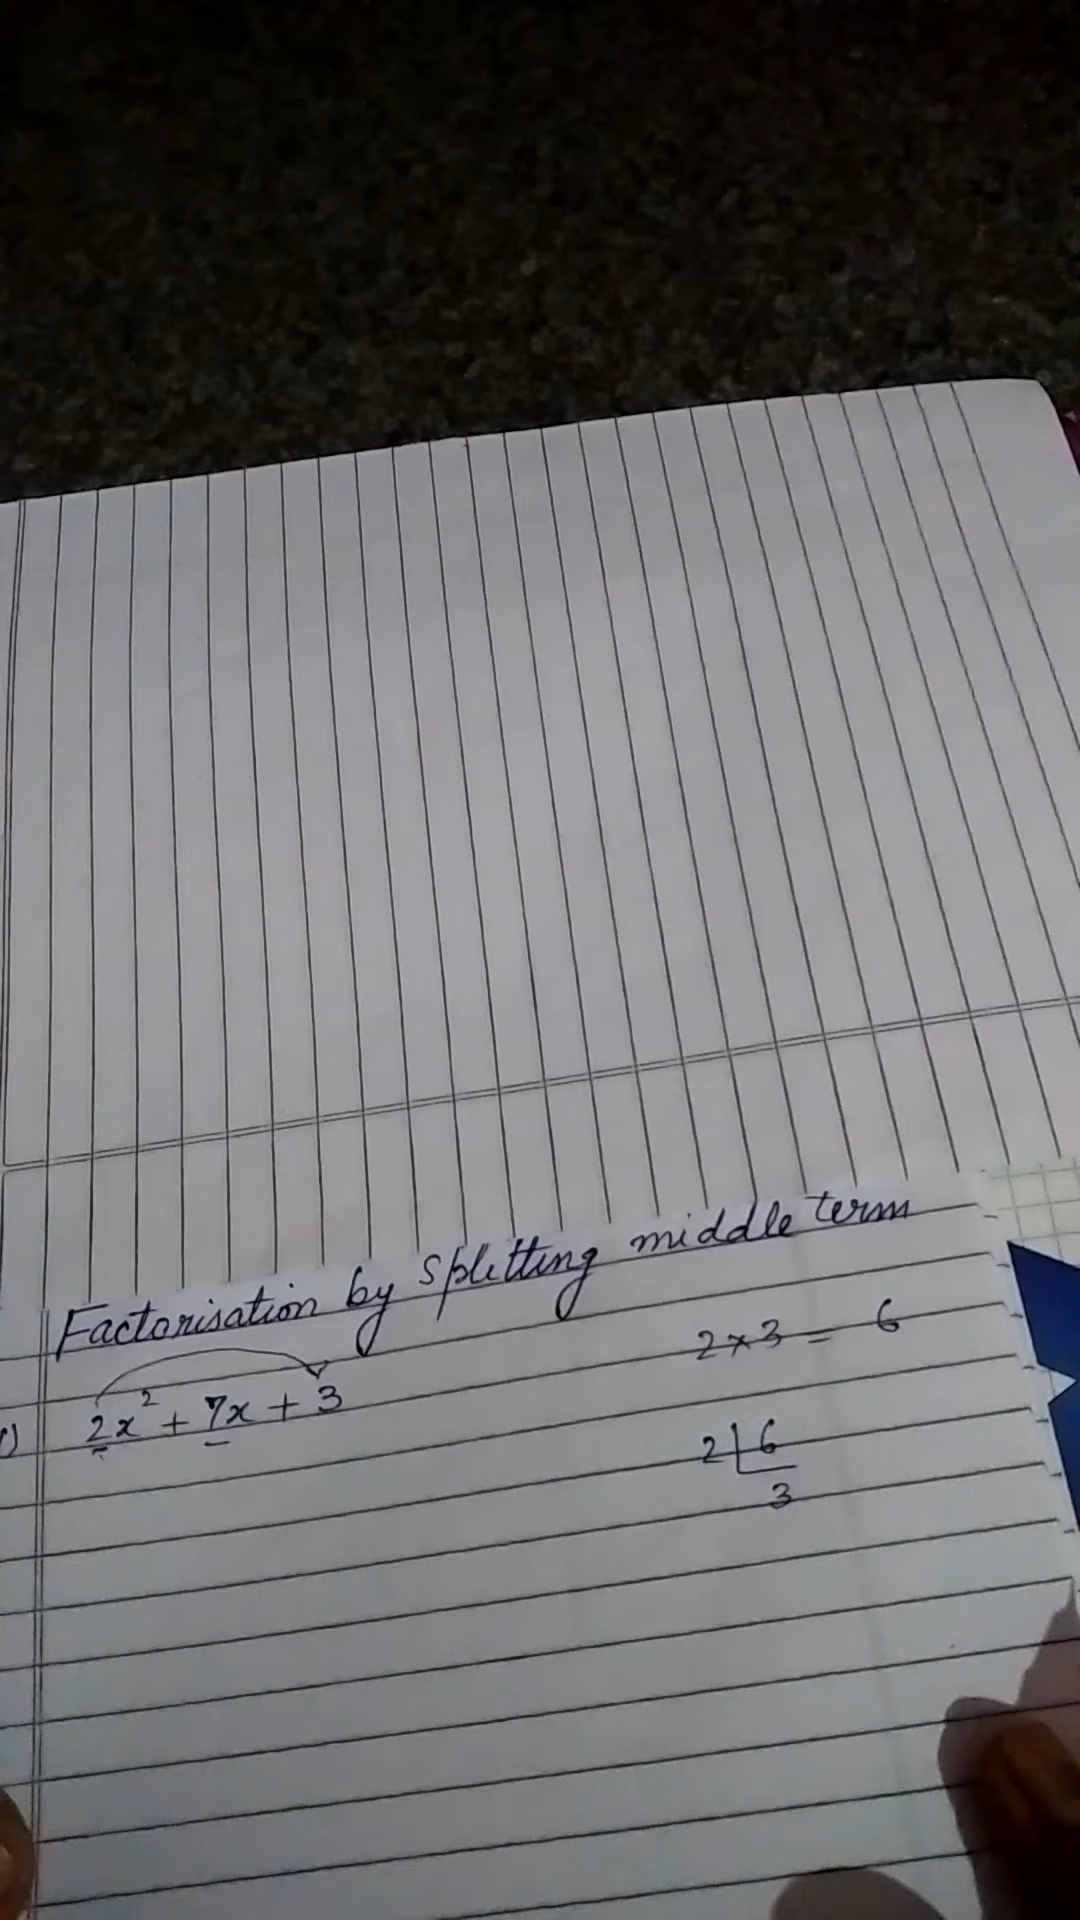 Factorisation by splitting middle term
2x² + 7x + 3
2 × 3 = 6
2 | 6
3